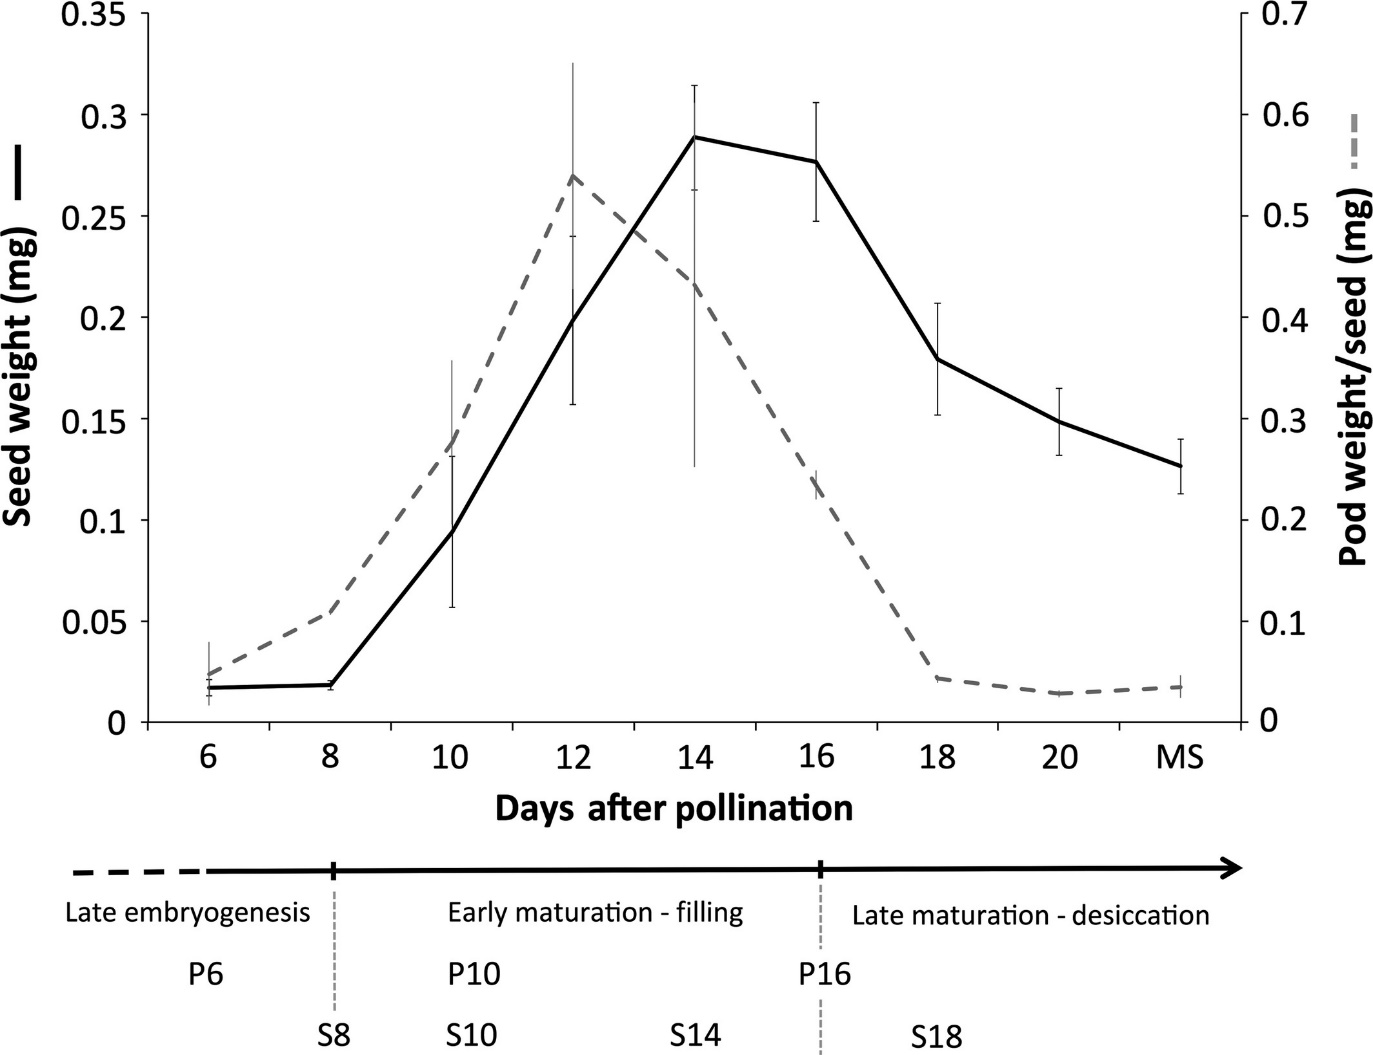 0.35
0.3
0.25
0.2
0.15
0.1
0.05
0
Seed weight (mg)
0.7
0.6
0.5
0.4
0.3
0.2
0.1
0
Pod weight/seed (mg)
6 8 10 12 14 16 18 20 MS
Days after pollination
Late embryogenesis Early maturation - filling Late maturation - desiccation
P6 P10 P16
S8 S10 S14 S18